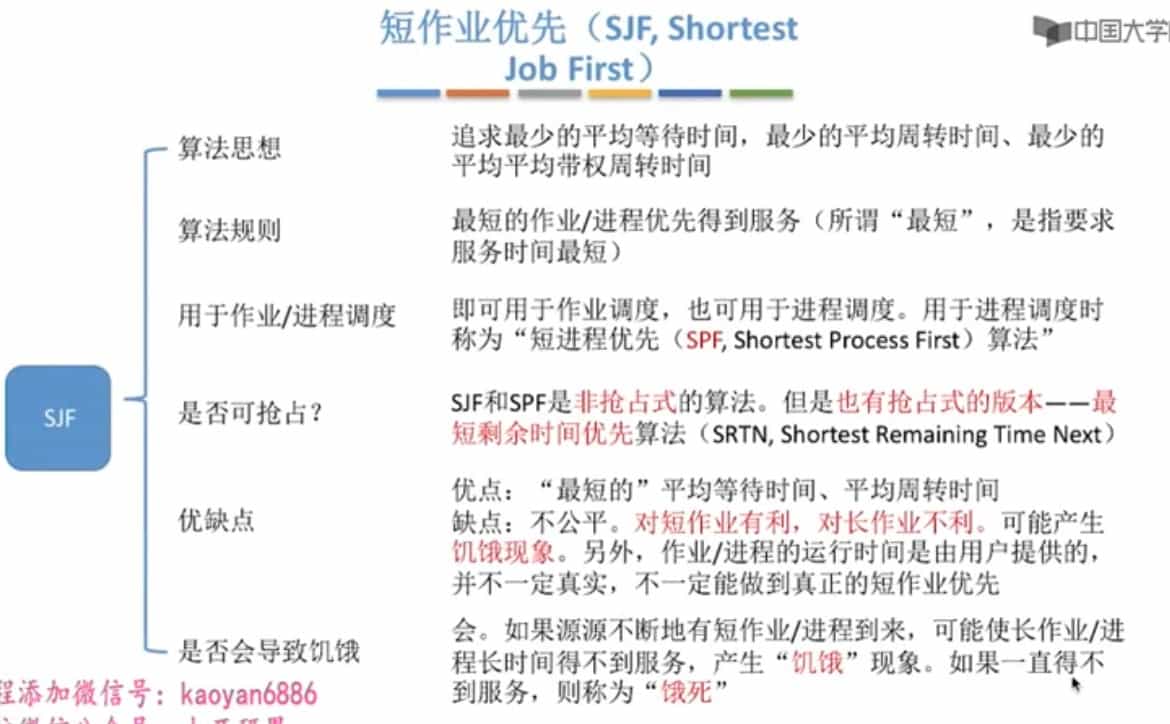 短作业优先（SJF, Shortest
Job First）
中国大学
算法思想
追求最少的平均等待时间，最少的平均周转时间、最少的
平均平均带权周转时间
算法规则
最短的作业/进程优先得到服务（所谓“最短”，是指要求
服务时间最短）
用于作业/进程调度
即可用于作业调度，也可用于进程调度。用于进程调度时
称为“短进程优先（SPF, Shortest Process First）算法”
SJF
是否可抢占？
SJF和SPF是非抢占式的算法。但是也有抢占式的版本——最
短剩余时间优先算法（SRTN, Shortest Remaining Time Next）
优缺点
优点：“最短的”平均等待时间、平均周转时间
缺点：不公平。对短作业有利，对长作业不利。可能产生
饥饿现象。另外，作业/进程的运行时间是由用户提供的，
并不一定真实，不一定能做到真正的短作业优先
是否会导致饥饿
会。如果源源不断地有短作业/进程到来，可能使长作业/进
程长时间得不到服务，产生“饥饿”现象。如果一直得不
到服务，则称为“饿死”
程添加微信号：kaoyan6886